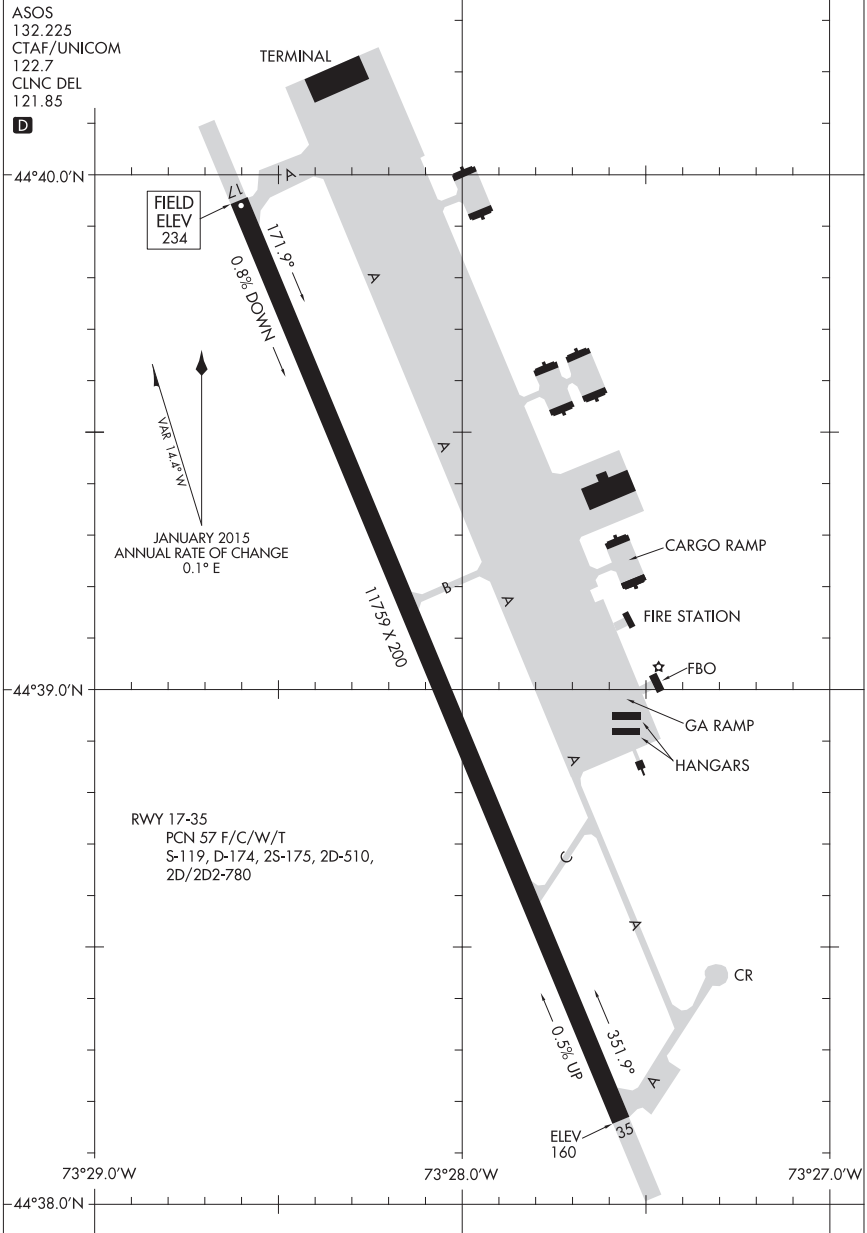 ASOS
132.225
CTAF/UNICOM
122.7
CLNC DEL
121.85
D
TERMINAL
44°40.0'N
A
17
FIELD
ELEV
234
171.9°
0.8% DOWN
A
VAR 14.4° W
A
JANUARY 2015
ANNUAL RATE OF CHANGE
0.1° E
CARGO RAMP
B
A
11759 X 200
FIRE STATION
FBO
44°39.0'N
GA RAMP
HANGARS
A
RWY 17-35
PCN 57 F/C/W/T
S-119, D-174, 2S-175, 2D-510,
2D/2D2-780
C
A
CR
0.5% UP
351.9°
A
35
ELEV
160
73°29.0'W
73°28.0'W
73°27.0'W
44°38.0'N